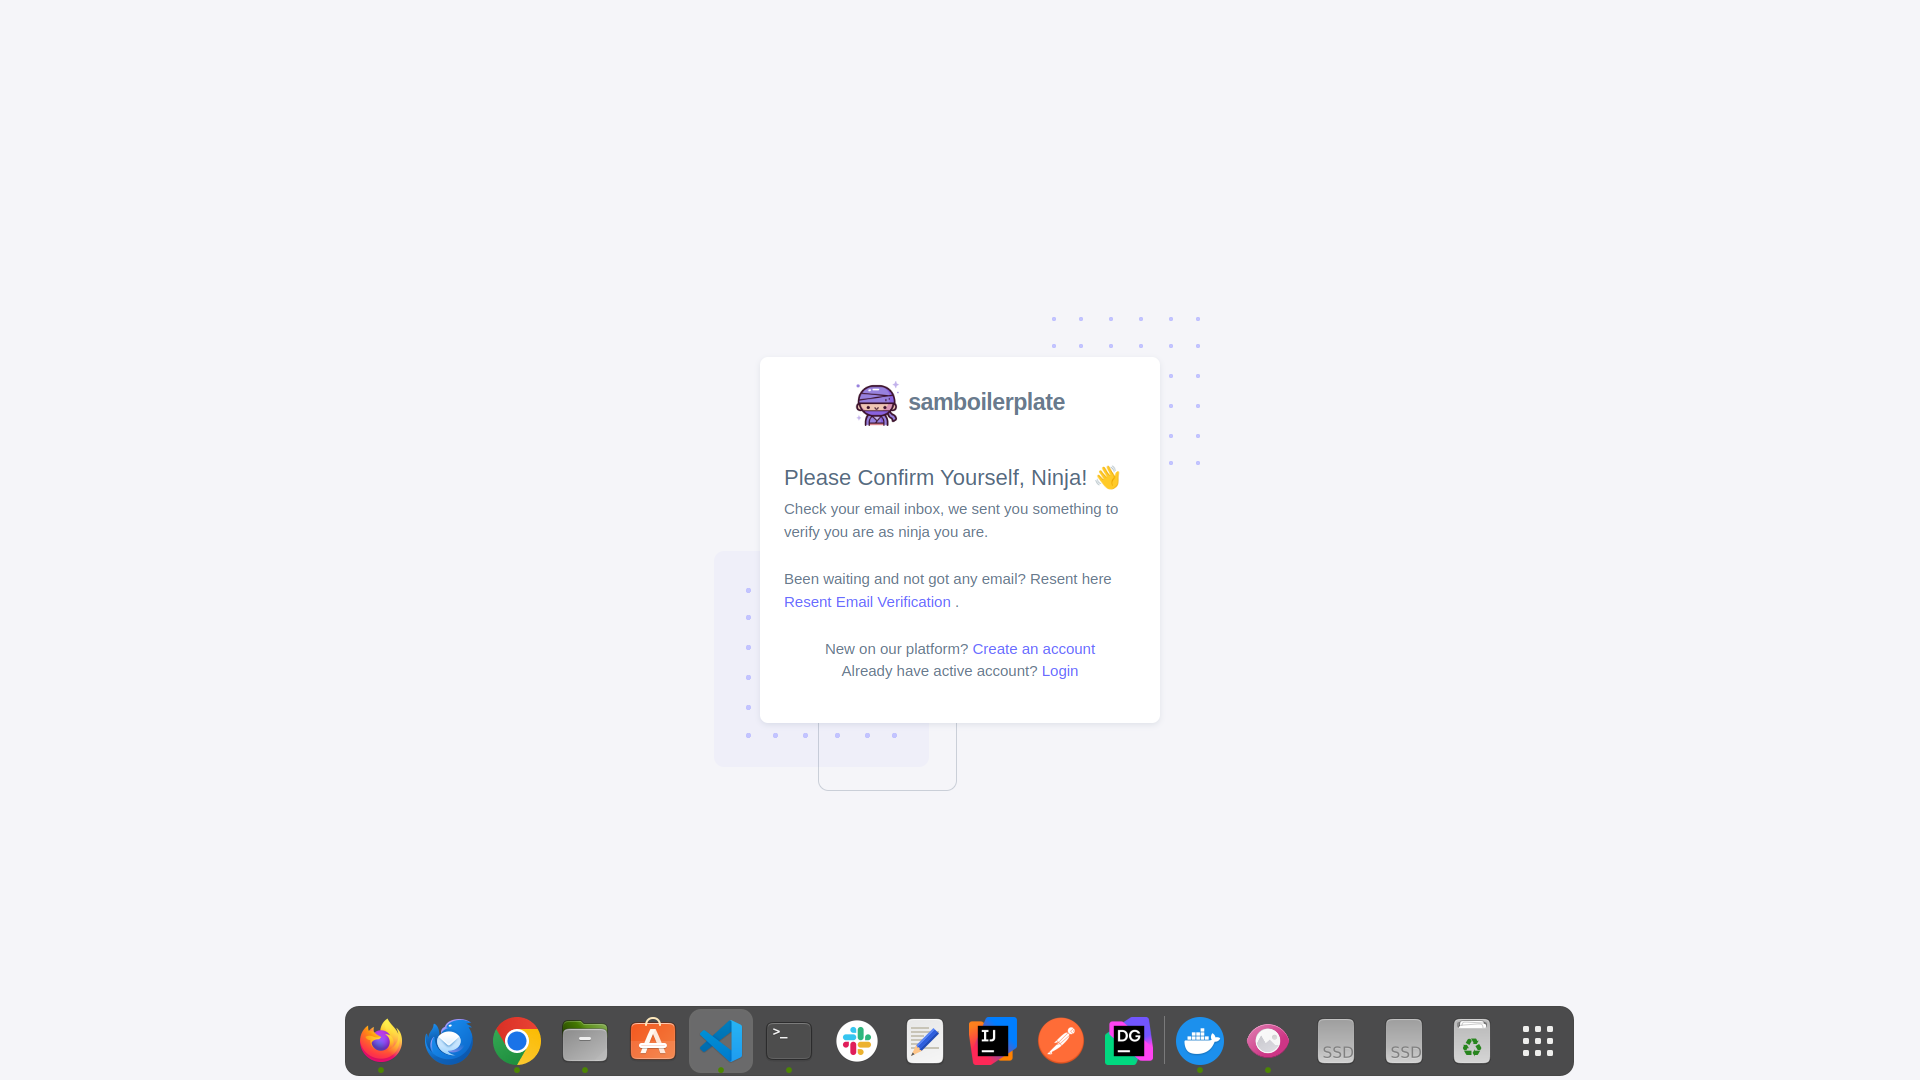 samboilerplate
Please Confirm Yourself, Ninja! 👋
Check your email inbox, we sent you something to
verify you are as ninja you are.
Been waiting and not got any email? Resent here
Resent Email Verification .
New on our platform? Create an account
Already have active account? Login
>_
IJ
DG
SSD
SSD